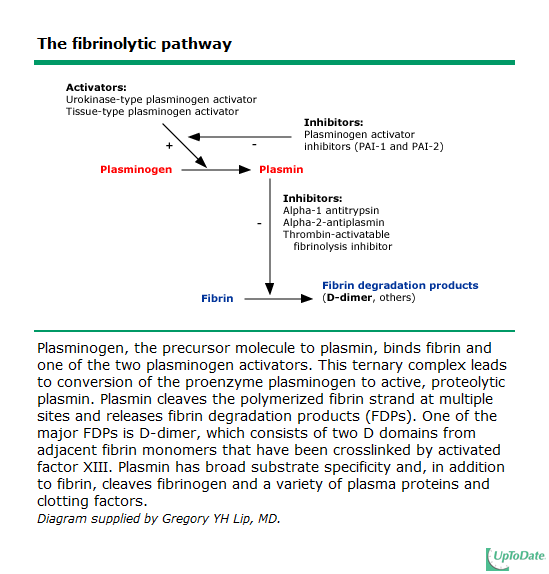 The fibrinolytic pathway
Activators:
Urokinase-type plasminogen activator
Tissue-type plasminogen activator
Inhibitors:
Plasminogen activator
inhibitors (PAI-1 and PAI-2)
+
-
Plasminogen
Plasmin
Inhibitors:
Alpha-1 antitrypsin
Alpha-2-antiplasmin
Thrombin-activatable
fibrinolysis inhibitor
-
Fibrin
Fibrin degradation products
(D-dimer, others)
Plasminogen, the precursor molecule to plasmin, binds fibrin and
one of the two plasminogen activators. This ternary complex leads
to conversion of the proenzyme plasminogen to active, proteolytic
plasmin. Plasmin cleaves the polymerized fibrin strand at multiple
sites and releases fibrin degradation products (FDPs). One of the
major FDPs is D-dimer, which consists of two D domains from
adjacent fibrin monomers that have been crosslinked by activated
factor XIII. Plasmin has broad substrate specificity and, in addition
to fibrin, cleaves fibrinogen and a variety of plasma proteins and
clotting factors.
Diagram supplied by Gregory YH Lip, MD.
UpToDate